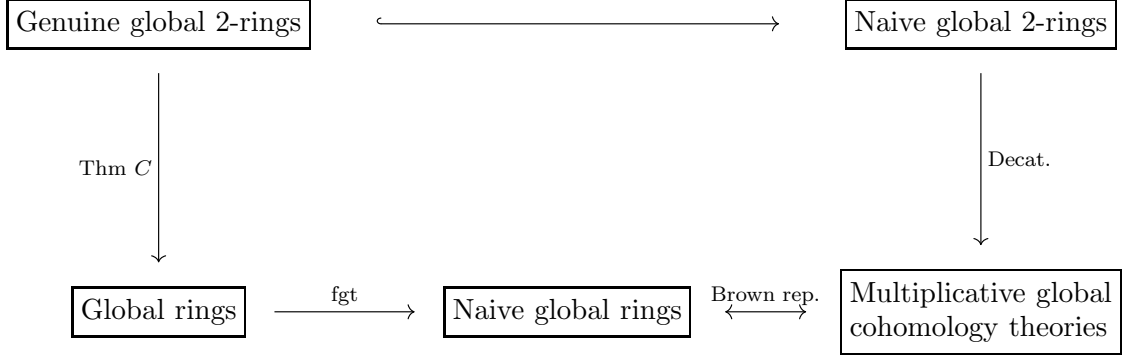 Genuine global 2-rings
Naive global 2-rings
Thm C
Decat.
Global rings
fgt
Naive global rings
Brown rep.
Multiplicative global
cohomology theories